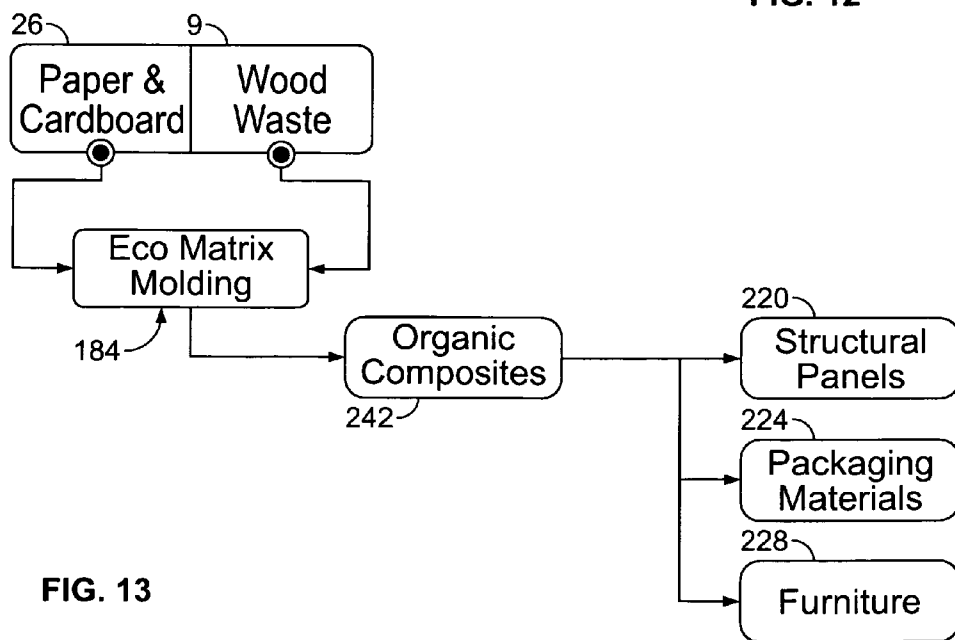 FIG. 12
26
9
Paper &
Cardboard
Wood
Waste
Eco Matrix
Molding
184
Organic
Composites
242
220
Structural
Panels
224
Packaging
Materials
228
Furniture
FIG. 13